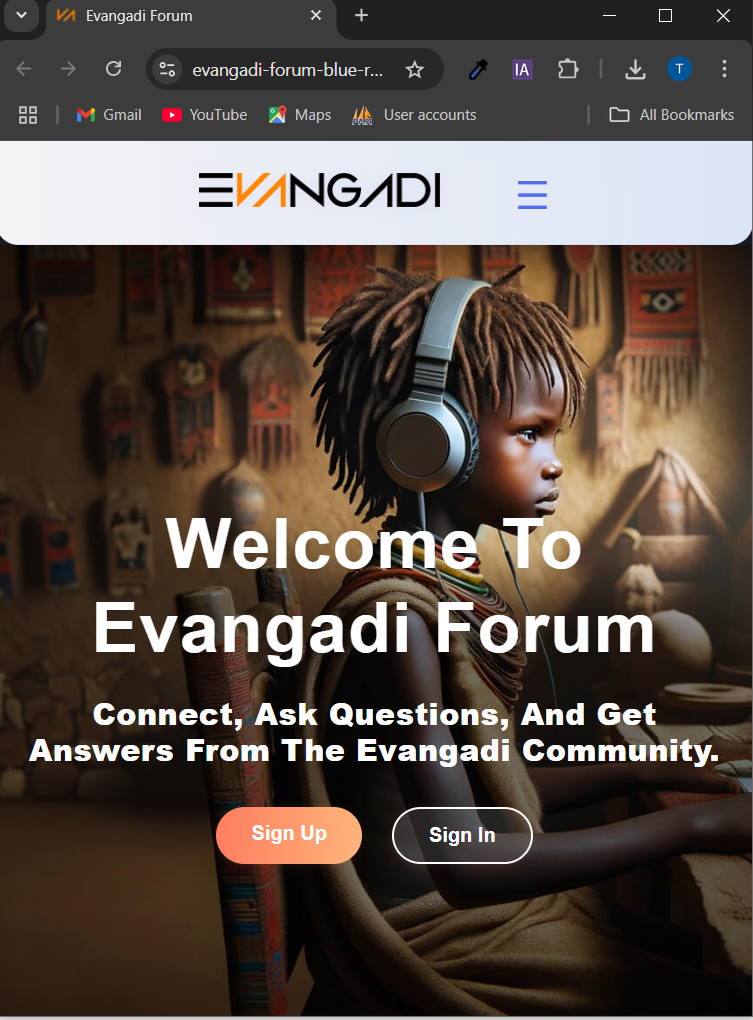 Evangadi Forum
evangadi-forum-blue-r...
IA
T
Gmail
YouTube
Maps
PMA
User accounts
All Bookmarks
EVANGADI
Welcome To
Evangadi Forum
Connect, Ask Questions, And Get
Answers From The Evangadi Community.
Sign Up
Sign In